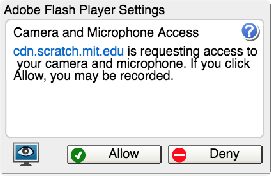 Adobe Flash Player Settings
Camera and Microphone Access
cdn.scratch.mit.edu is requesting access to
your camera and microphone. If you click
Allow, you may be recorded.
Allow
Deny